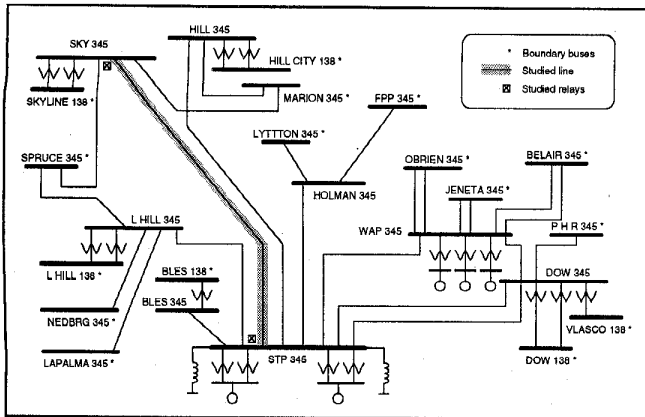 HILL 345
SKY 345
HILL CITY 138 *
MARION 345 *
SKYLINE 138 *
* Boundary buses
Studied line
Studied relays
FPP 345 *
LYTTTON 345 *
SPRUCE 345 *
OBRIEN 345 *
BELAIR 345 *
JENETA 345 *
HOLMAN 345
L HILL 345
WAP 345
P H R 345 *
L HILL 138 *
BLES 138 *
DOW 345
BLES 345
NEDBRG 345 *
VLASCO 138 *
LAPALMA 345 *
STP 345
DOW 138 *